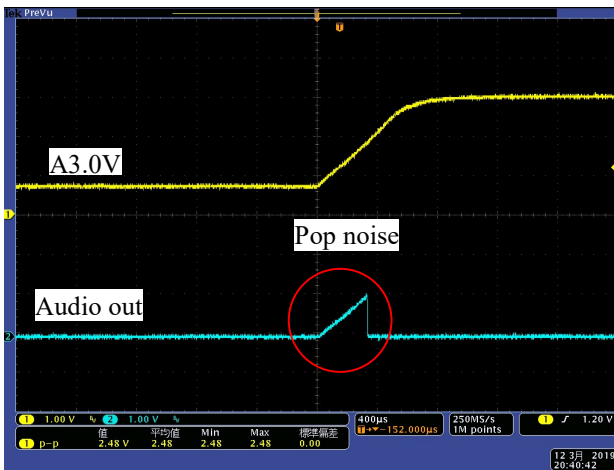 Tek PreVu
T
A3.0V
1
Pop noise
Audio out
2
1 1.00 V 2 1.00 V 400µs 250MS/s 1 1.20 V
T→▼-152.000µs 1M points
値 平均値 Min Max 標準偏差
1 p-p 2.48 V 2.48 2.48 2.48 0.00
12 3月 2019
20:40:42